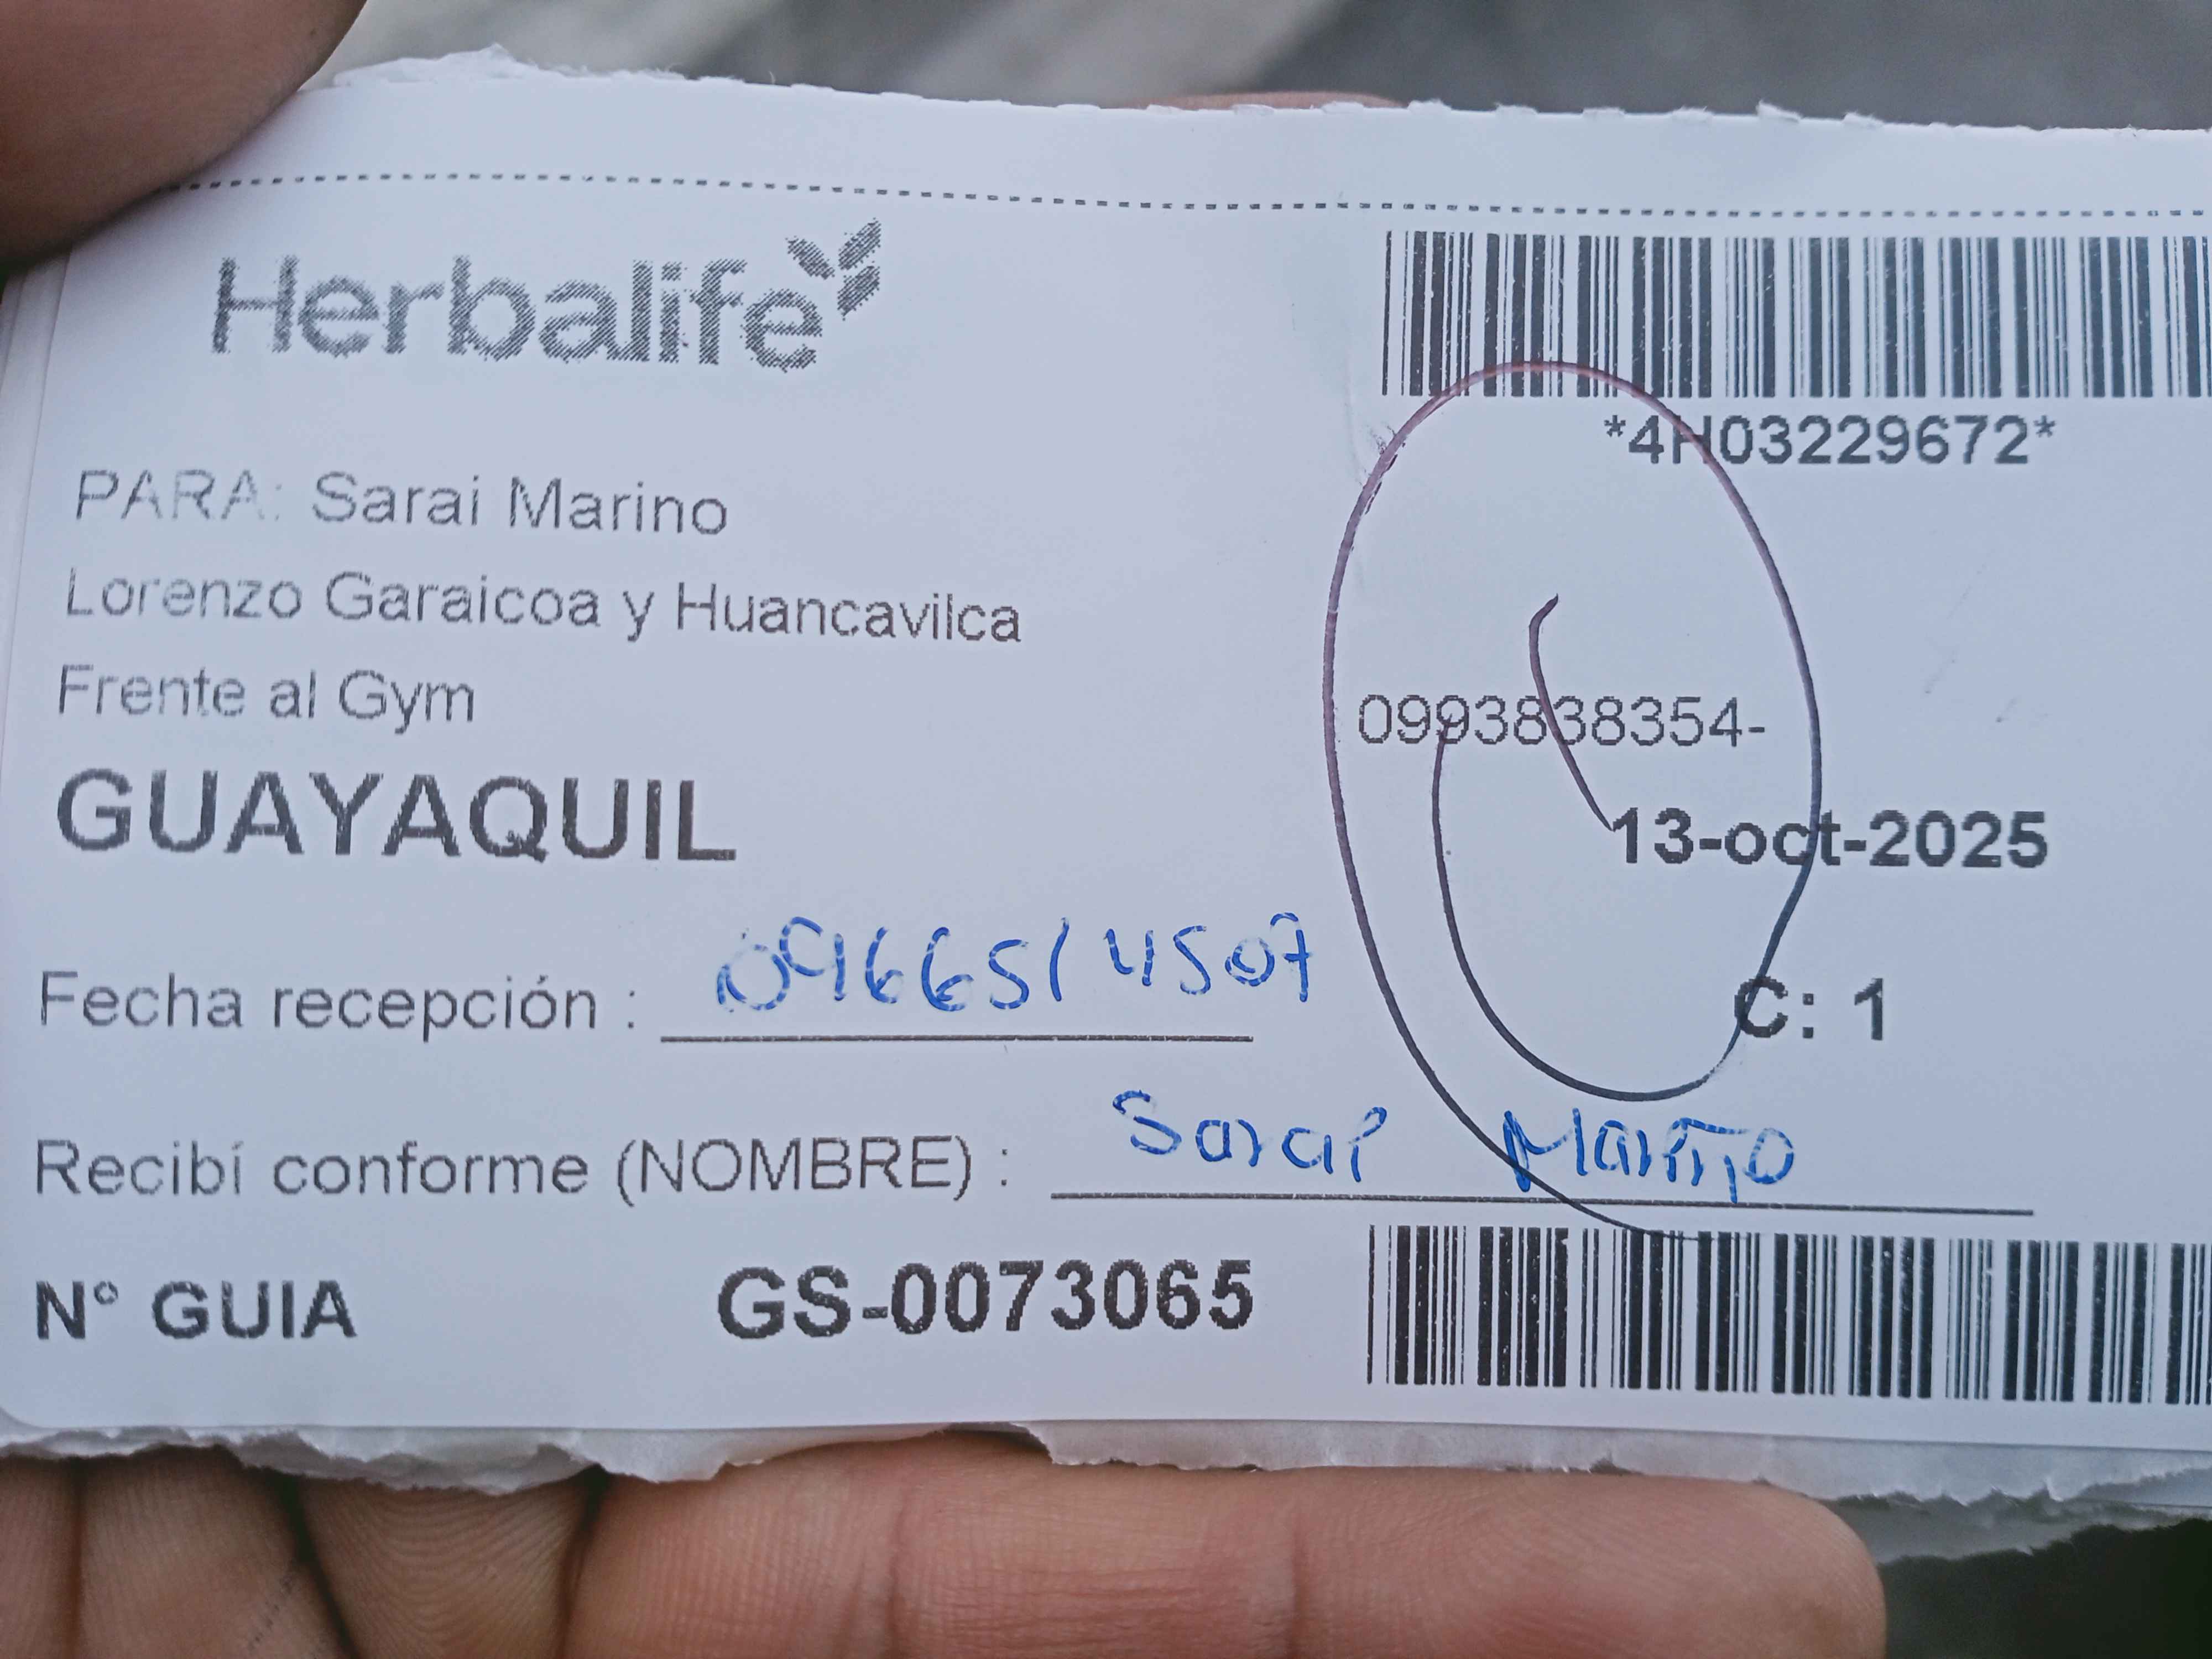 Herbalife
*4H03229672*
PARA: Sarai Marino
Lorenzo Garaicoa y Huancavilca
Frente al Gym
0993838354-
GUAYAQUIL
13-oct-2025
Fecha recepción : 0966514507
C: 1
Recibí conforme (NOMBRE) : Sarai Mariño
N° GUIA GS-0073065